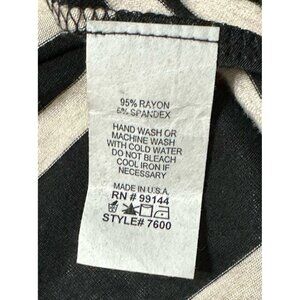 95% RAYON
5% SPANDEX
HAND WASH OR
MACHINE WASH
WITH COLD WATER
DO NOT BLEACH
COOL IRON IF
NECESSARY
MADE IN U.S.A.
RN # 99144
STYLE# 7600